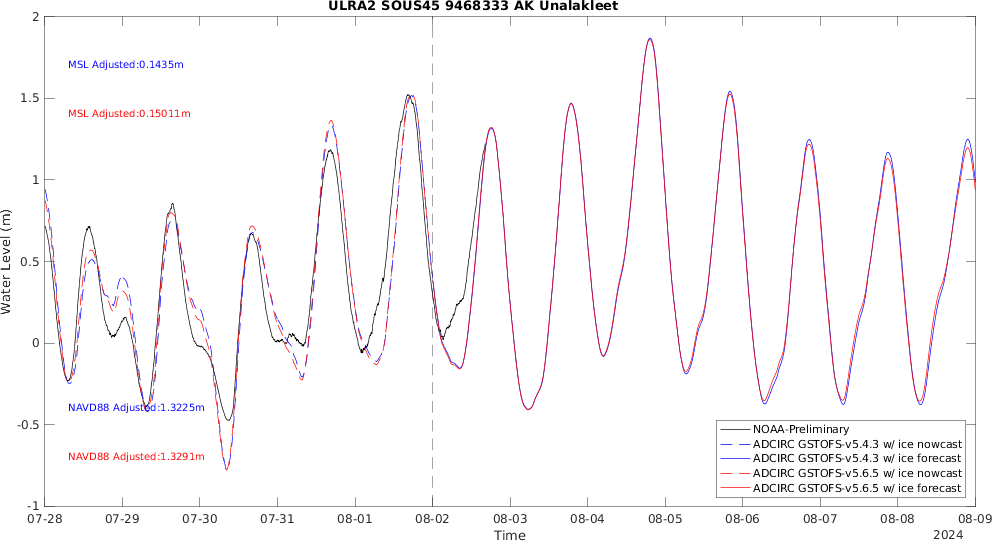 ULRA2 SOUS45 9468333 AK Unalakleet
2
1.5
1
0.5
0
-0.5
-1
Water Level (m)
MSL Adjusted:0.1435m
MSL Adjusted:0.15011m
NAVD88 Adjusted:1.3225m
NAVD88 Adjusted:1.3291m
NOAA-Preliminary
ADCIRC GSTOFS-v5.4.3 w/ ice nowcast
ADCIRC GSTOFS-v5.4.3 w/ ice forecast
ADCIRC GSTOFS-v5.6.5 w/ ice nowcast
ADCIRC GSTOFS-v5.6.5 w/ ice forecast
07-28 07-29 07-30 07-31 08-01 08-02 08-03 08-04 08-05 08-06 08-07 08-08 08-09
Time
2024